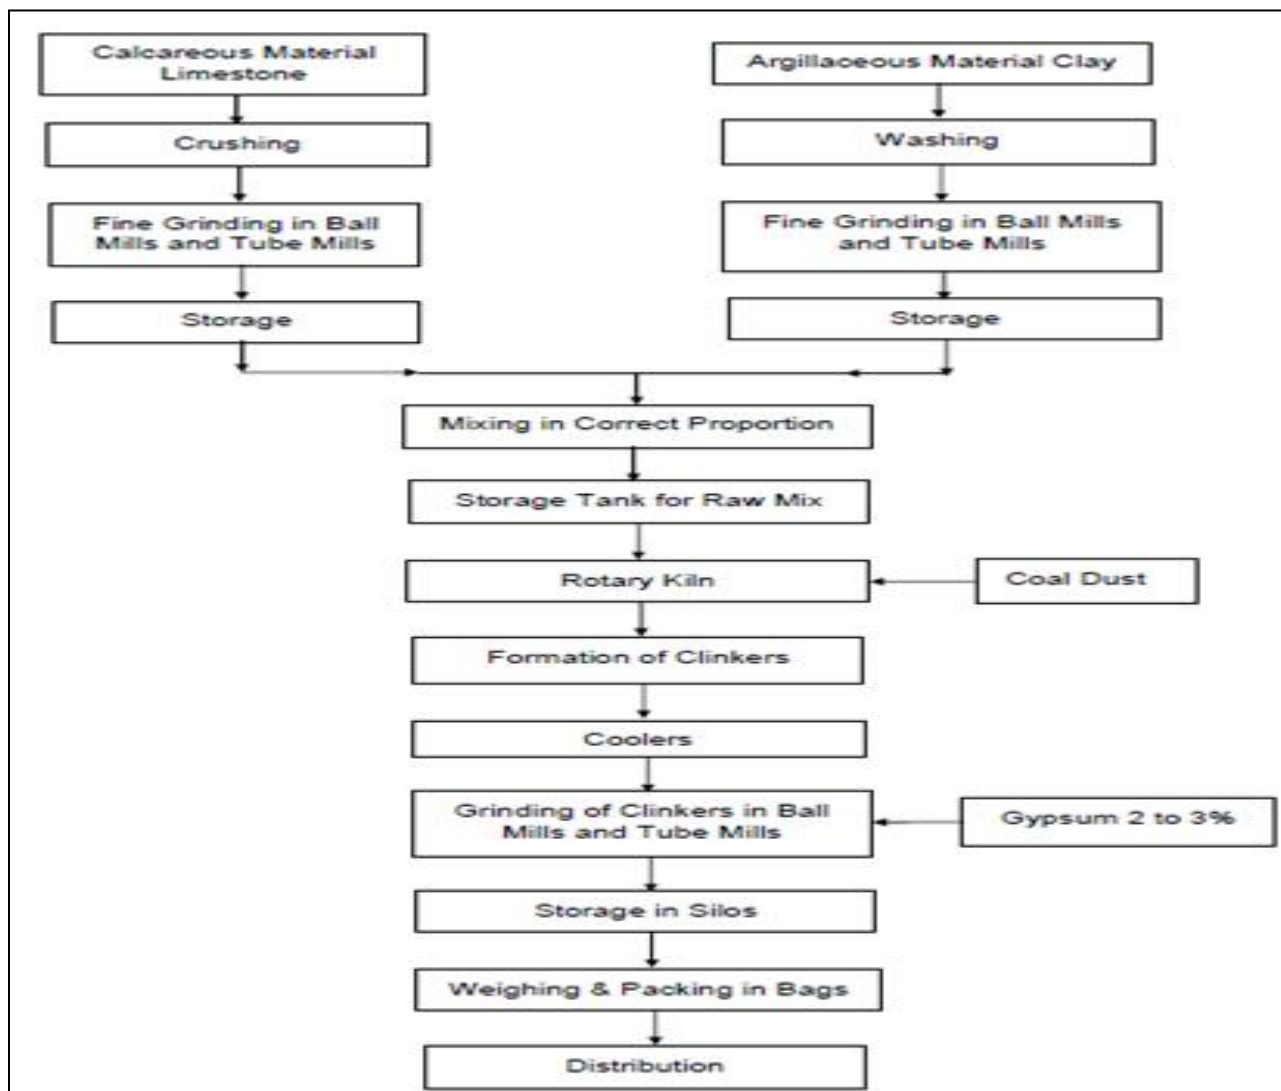 Calcareous Material
Limestone
Argillaceous Material Clay
Crushing
Washing
Fine Grinding in Ball
Mills and Tube Mills
Fine Grinding in Ball Mills
and Tube Mills
Storage
Storage
Mixing in Correct Proportion
Storage Tank for Raw Mix
Rotary Kiln
Coal Dust
Formation of Clinkers
Coolers
Grinding of Clinkers in Ball
Mills and Tube Mills
Gypsum 2 to 3%
Storage in Silos
Weighing & Packing in Bags
Distribution